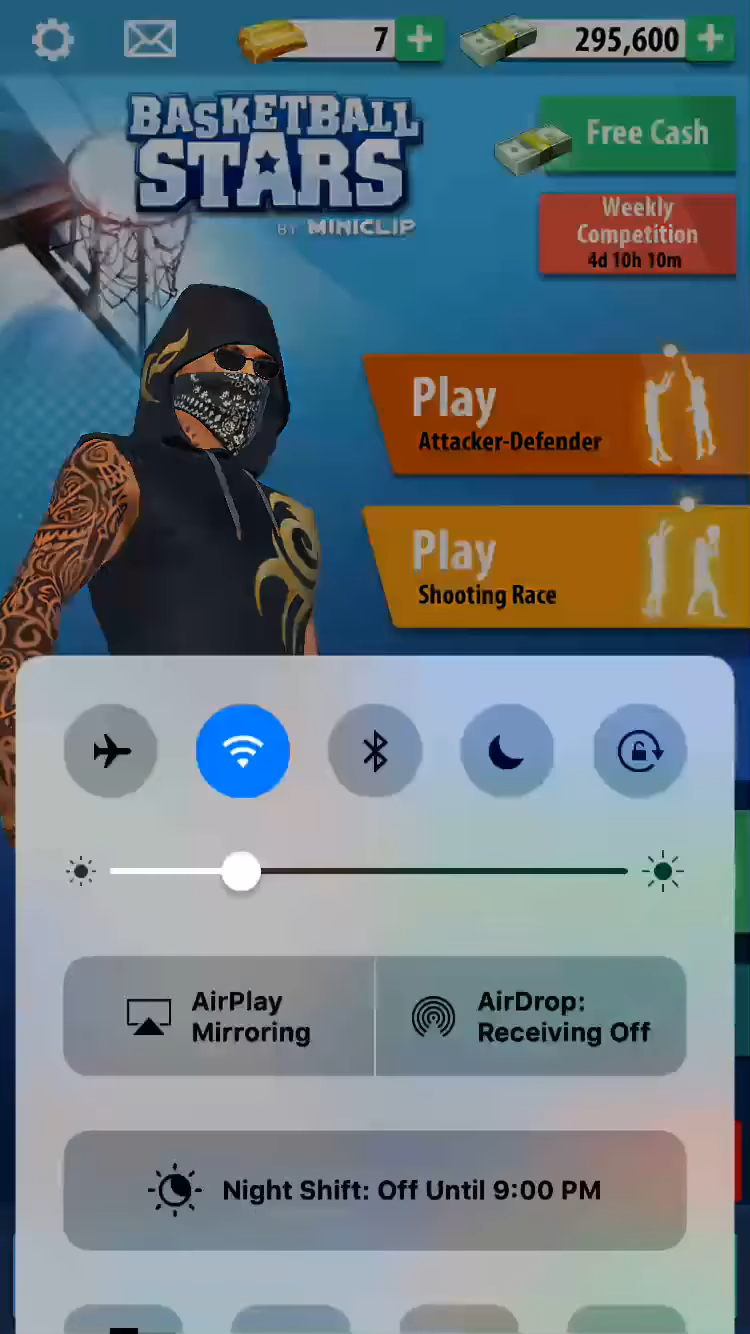 7
295,600
BASKETBALL
STARS
BY MINICLIP
Free Cash
Weekly
Competition
4d 10h 10m
Play
Attacker-Defender
Play
Shooting Race
AirPlay
Mirroring
AirDrop:
Receiving Off
Night Shift: Off Until 9:00 PM